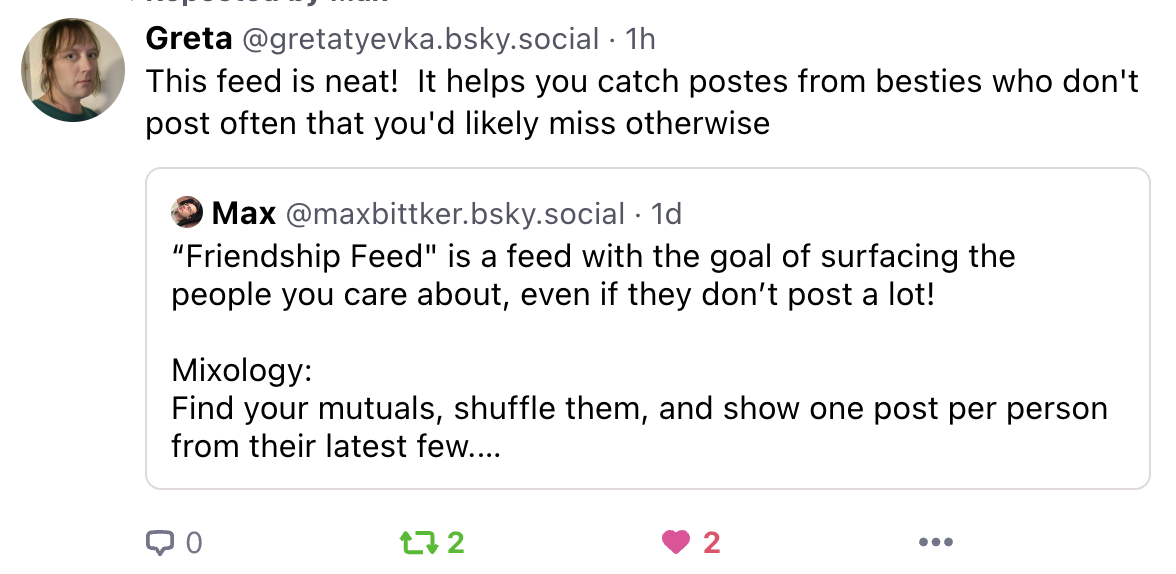 Reposted by Max
Greta @gretatyevka.bsky.social · 1h
This feed is neat!  It helps you catch postes from besties who don't
post often that you'd likely miss otherwise
Max @maxbittker.bsky.social · 1d
“Friendship Feed" is a feed with the goal of surfacing the
people you care about, even if they don’t post a lot!
Mixology:
Find your mutuals, shuffle them, and show one post per person
from their latest few....
0 2 2